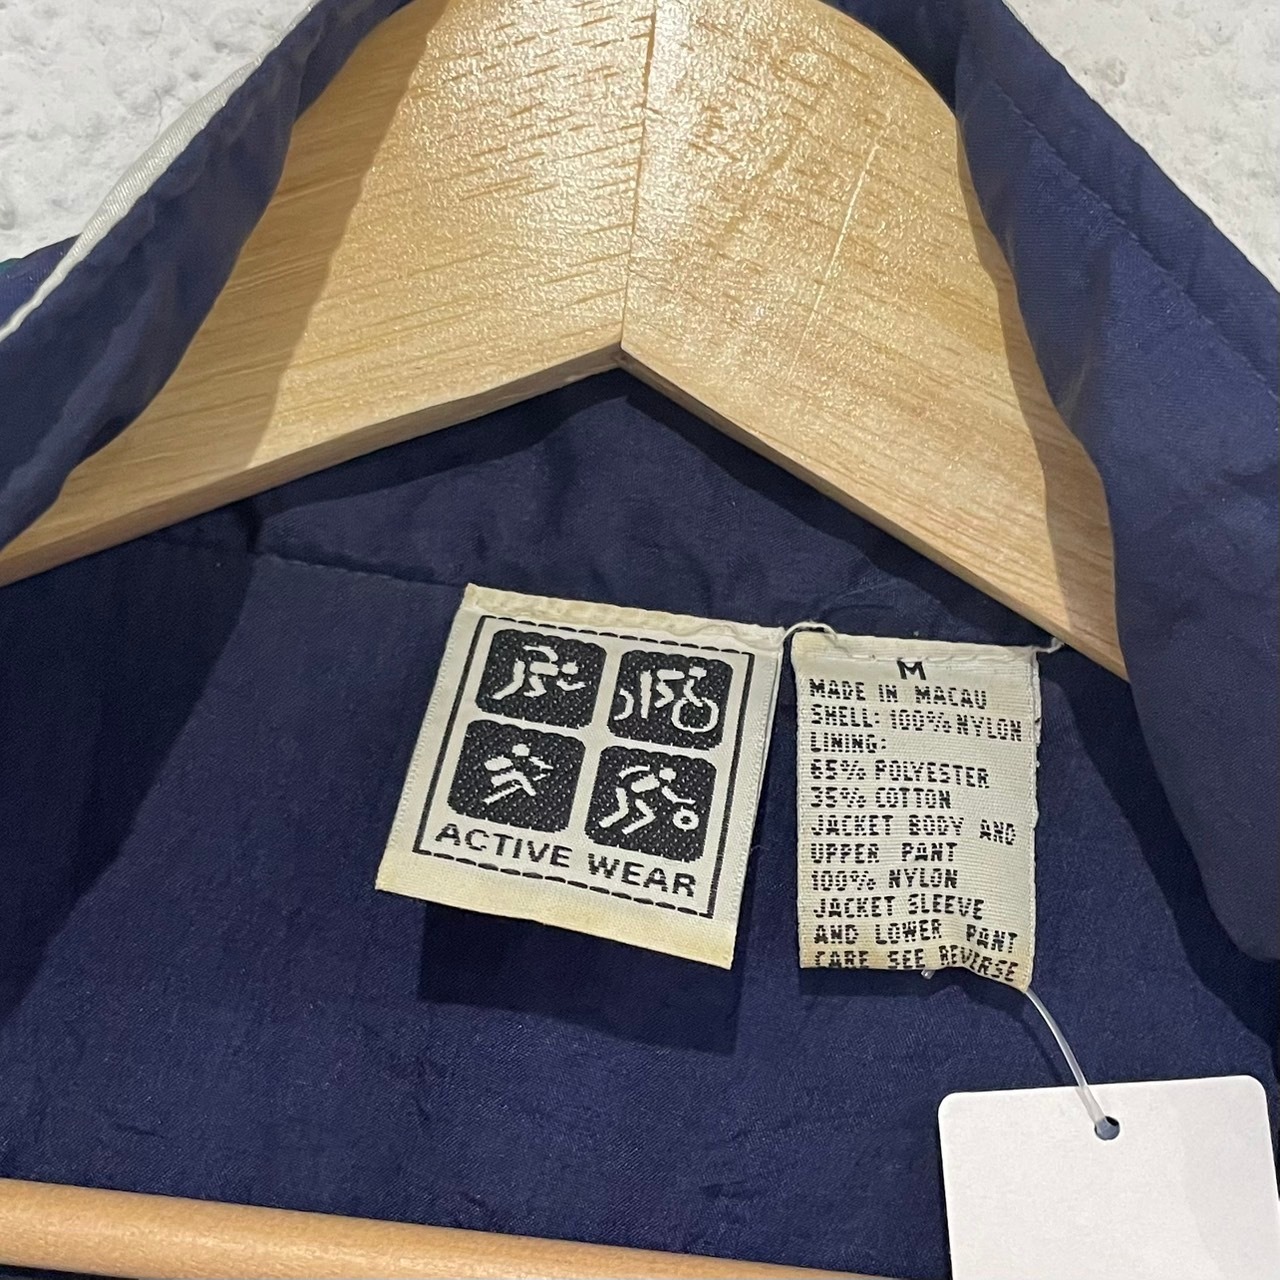 ACTIVE WEAR
M
MADE IN MACAU
SHELL: 100% NYLON
LINING:
65% POLYESTER
35% COTTON
JACKET BODY AND
UPPER PANT
100% NYLON
JACKET SLEEVE
AND LOWER PANT
CARE SEE REVERSE